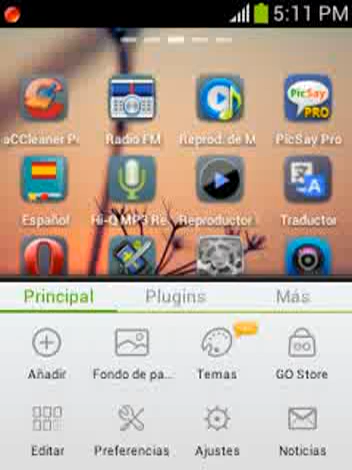 5:11 PM
aCCleaner Pr Radio FM Reprod. de M PicSay Pro
PicSay
PRO
Español Hi-Q MP3 Re Reproductor Traductor
Principal Plugins Más
Añadir Fondo de pa... Temas GO Store
Editar Preferencias Ajustes Noticias